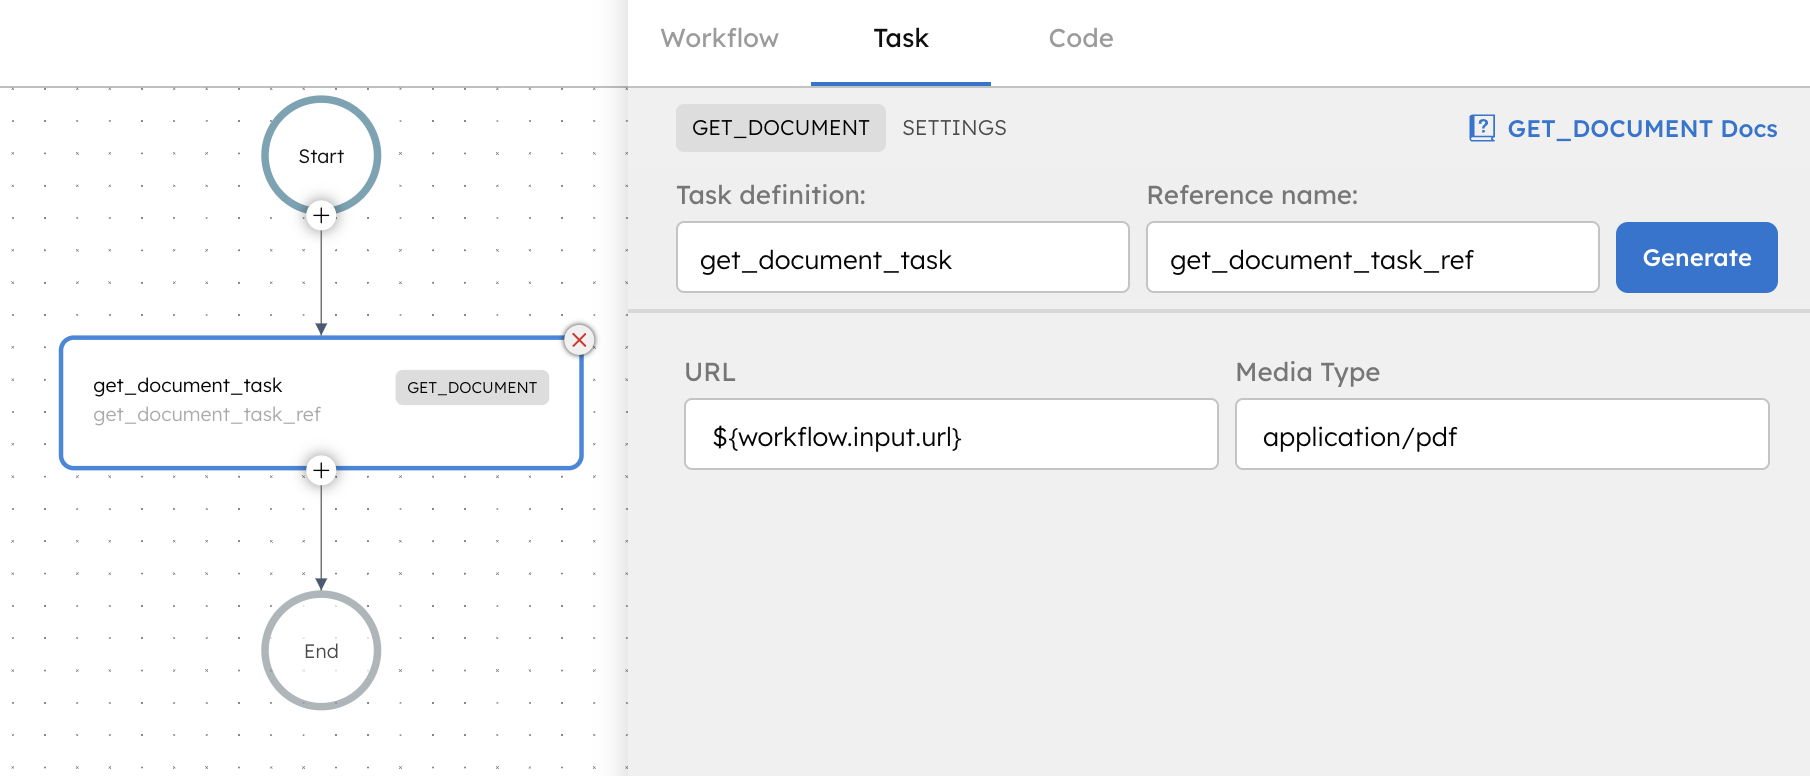 Workflow
Task
Code
Start
GET_DOCUMENT
SETTINGS
GET_DOCUMENT Docs
Task definition:
Reference name:
get_document_task
get_document_task_ref
Generate
get_document_task
GET_DOCUMENT
get_document_task_ref
URL
Media Type
${workflow.input.url}
application/pdf
End